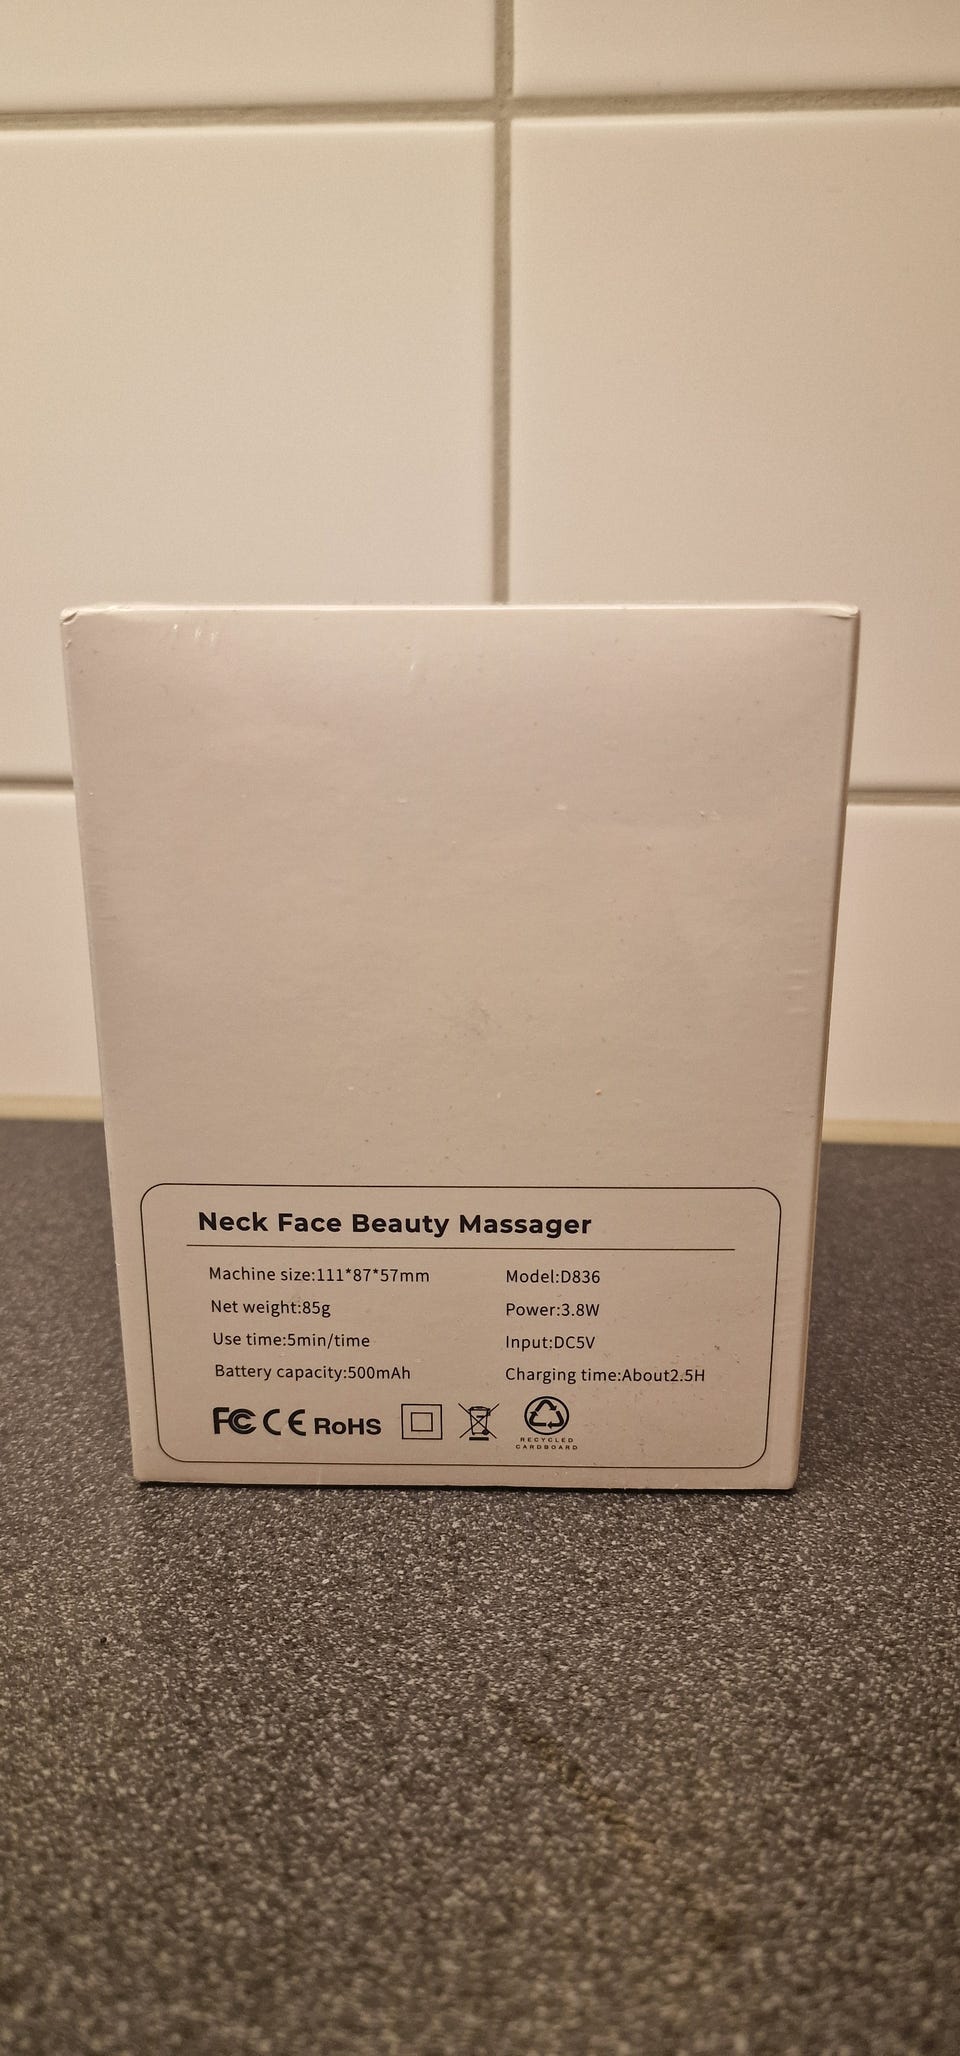 Neck Face Beauty Massager
Machine size:111*87*57mm
Net weight:85g
Use time:5min/time
Battery capacity:500mAh
Model:D836
Power:3.8W
Input:DC5V
Charging time:About2.5H
FC CE RoHS
RECYCLED
CARDBOARD